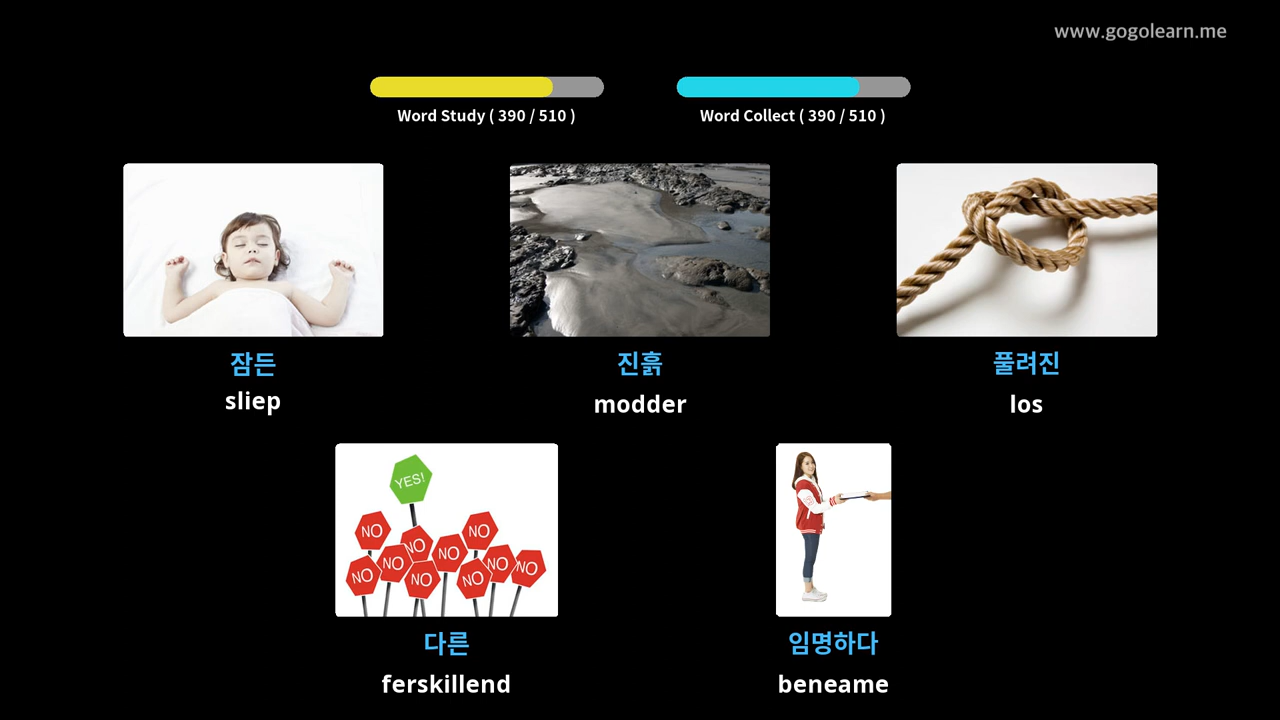 www.gogolearn.me
Word Study ( 390 / 510 )
Word Collect ( 390 / 510 )
잠든
sliep
진흙
modder
풀려진
los
YES!
NO
NO
NO
NO
NO
NO
NO
NO
NO
NO
다른
ferskillend
임명하다
beneame